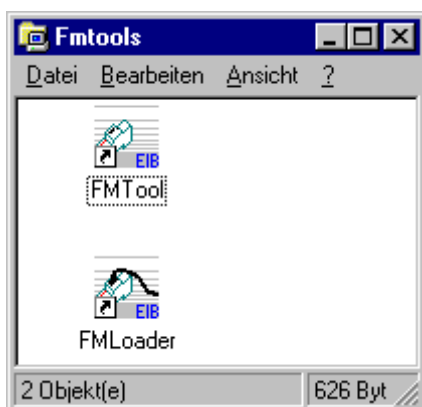 Fmtools
Datei Bearbeiten Ansicht ?
EIB
FMTool
EIB
FMLoader
2 Objekt(e) 626 Byt